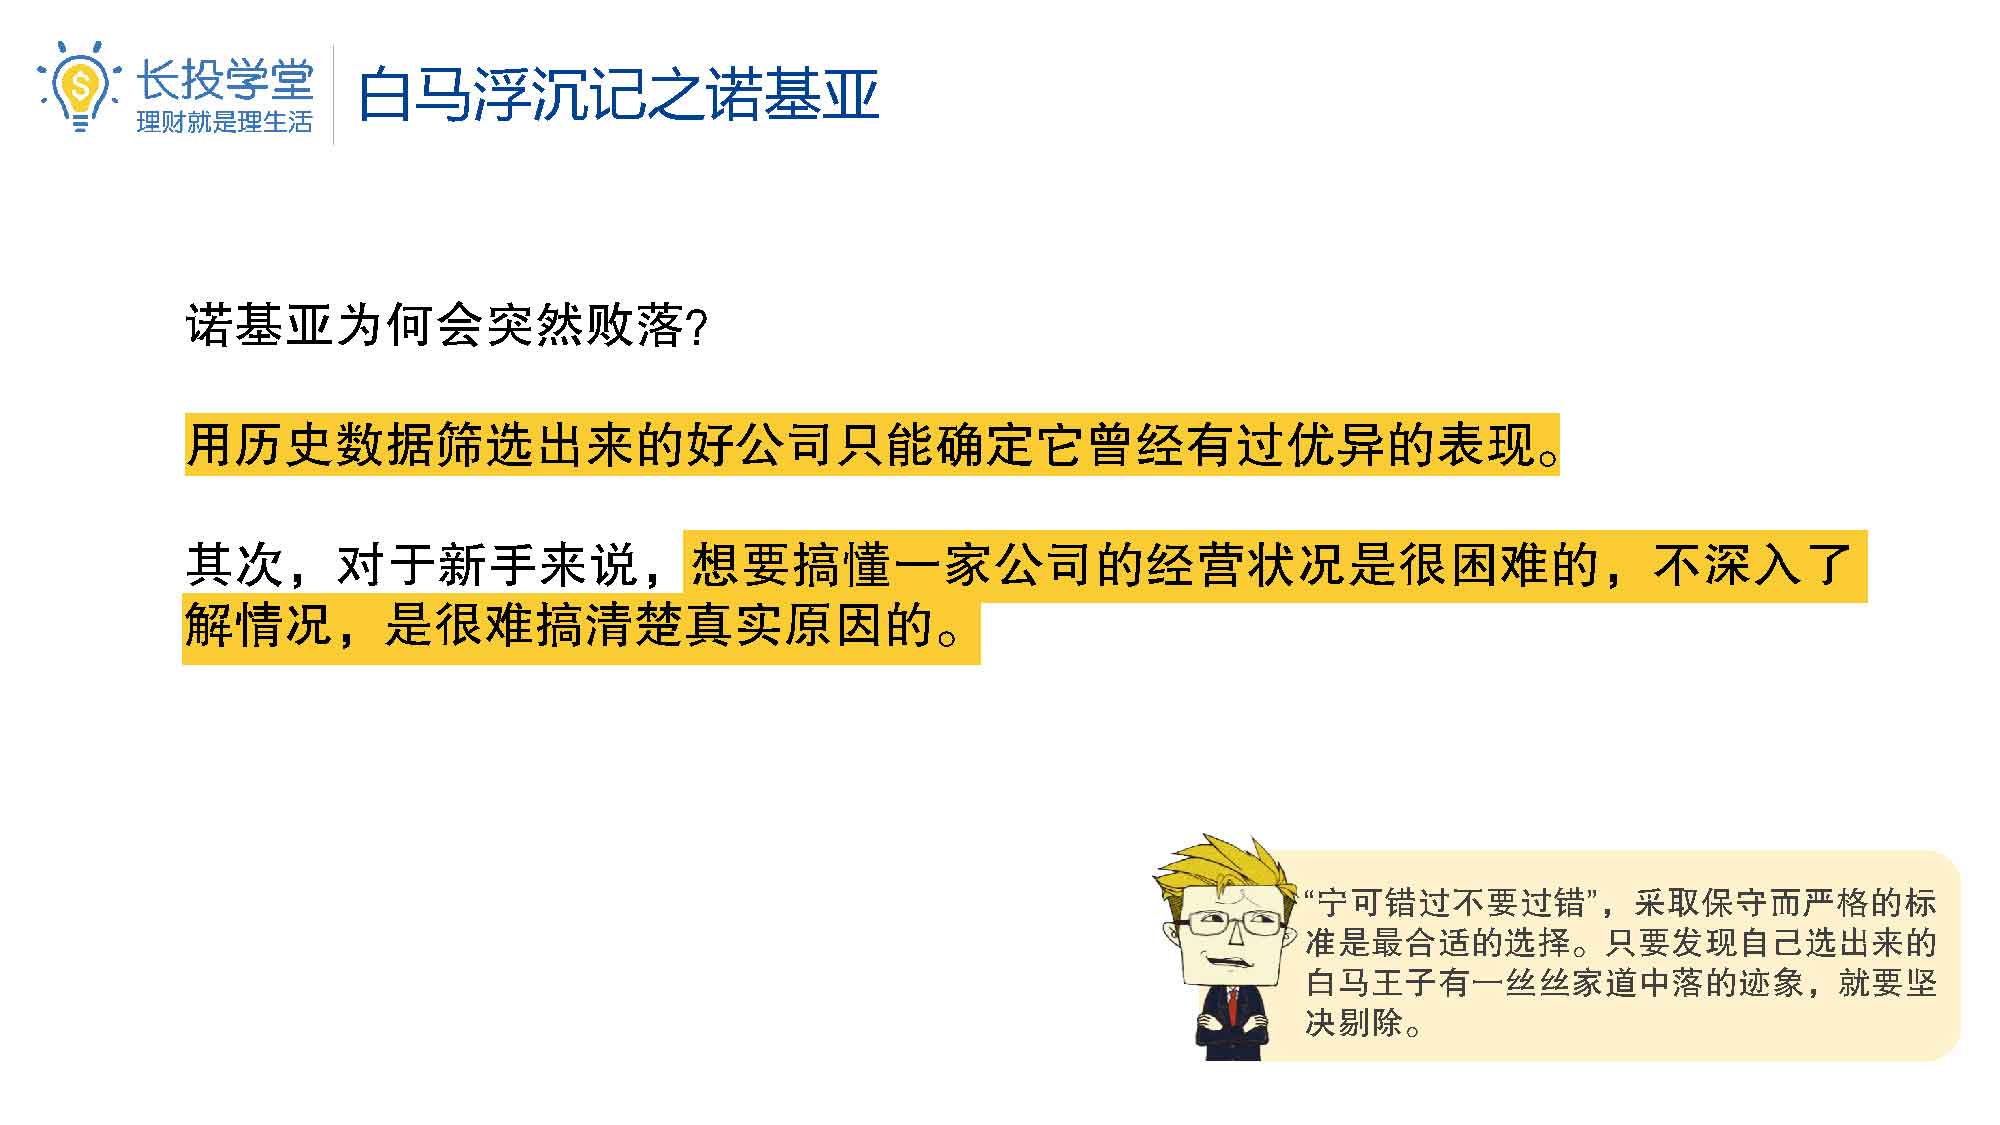 长投学堂
理财就是理生活
白马浮沉记之诺基亚
诺基亚为何会突然败落?
用历史数据筛选出来的好公司只能确定它曾经有过优异的表现。
其次，对于新手来说，想要搞懂一家公司的经营状况是很困难的，不深入了
解情况，是很难搞清楚真实原因的。
“宁可错过不要过错”，采取保守而严格的标
准是最合适的选择。只要发现自己选出来的
白马王子有一丝丝家道中落的迹象，就要坚
决剔除。